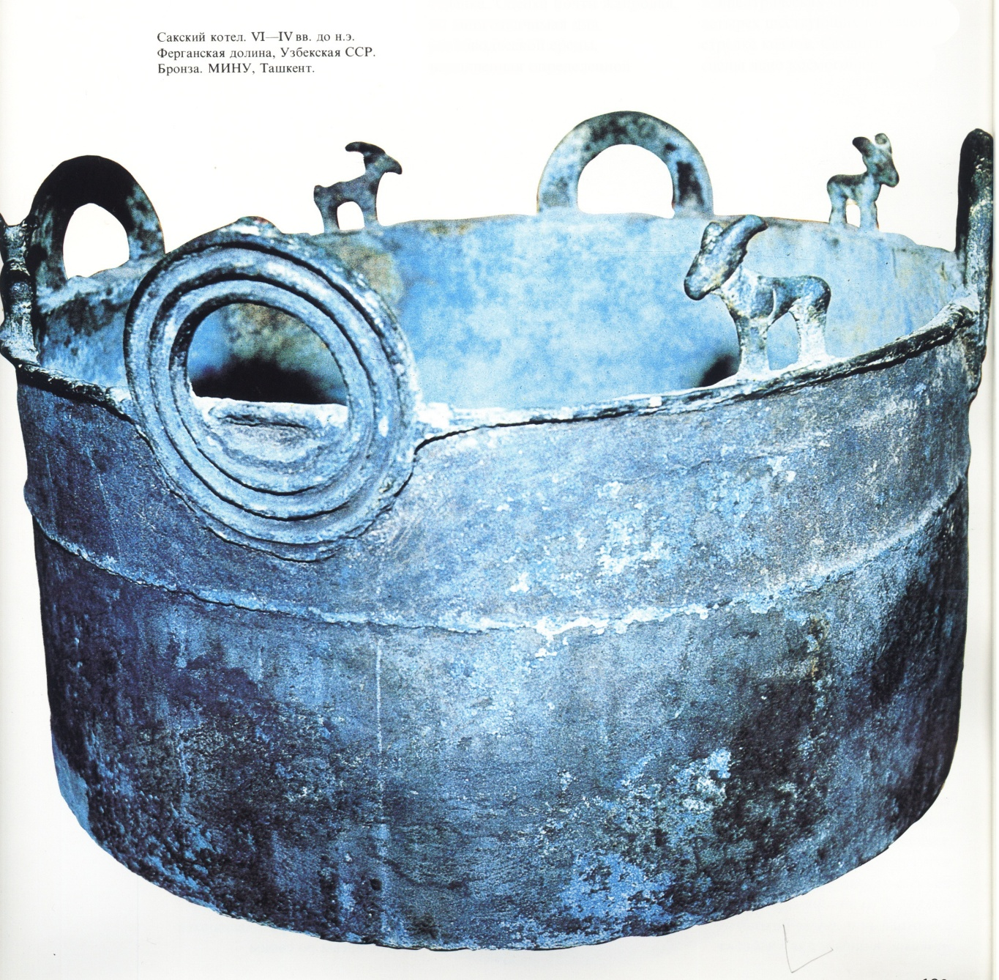 Сакский котел. VI—IV вв. до н.э.
Ферганская долина, Узбекская ССР.
Бронза. МИНУ, Ташкент.